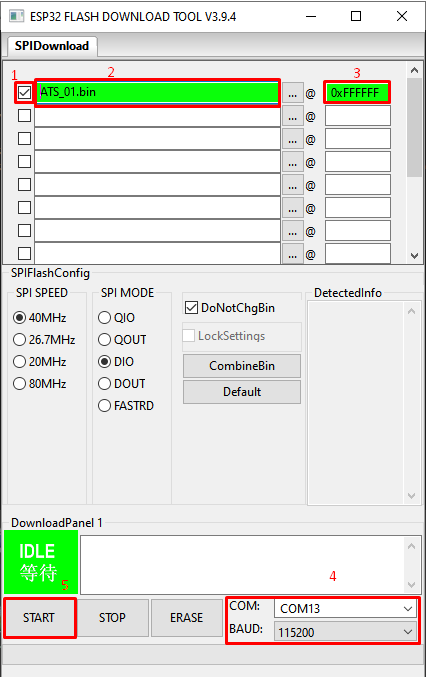 ESP32 FLASH DOWNLOAD TOOL V3.9.4
SPIDownload
1 2 3
ATS_01.bin ... @ 0xFFFFFF
... @
... @
... @
... @
... @
... @
... @
SPIFlashConfig
SPI SPEED
40MHz
26.7MHz
20MHz
80MHz
SPI MODE
QIO
QOUT
DIO
DOUT
FASTRD
DoNotChgBin
LockSettings
CombineBin
Default
DetectedInfo
DownloadPanel 1
IDLE
等待
5
4
START STOP ERASE
COM: COM13
BAUD: 115200